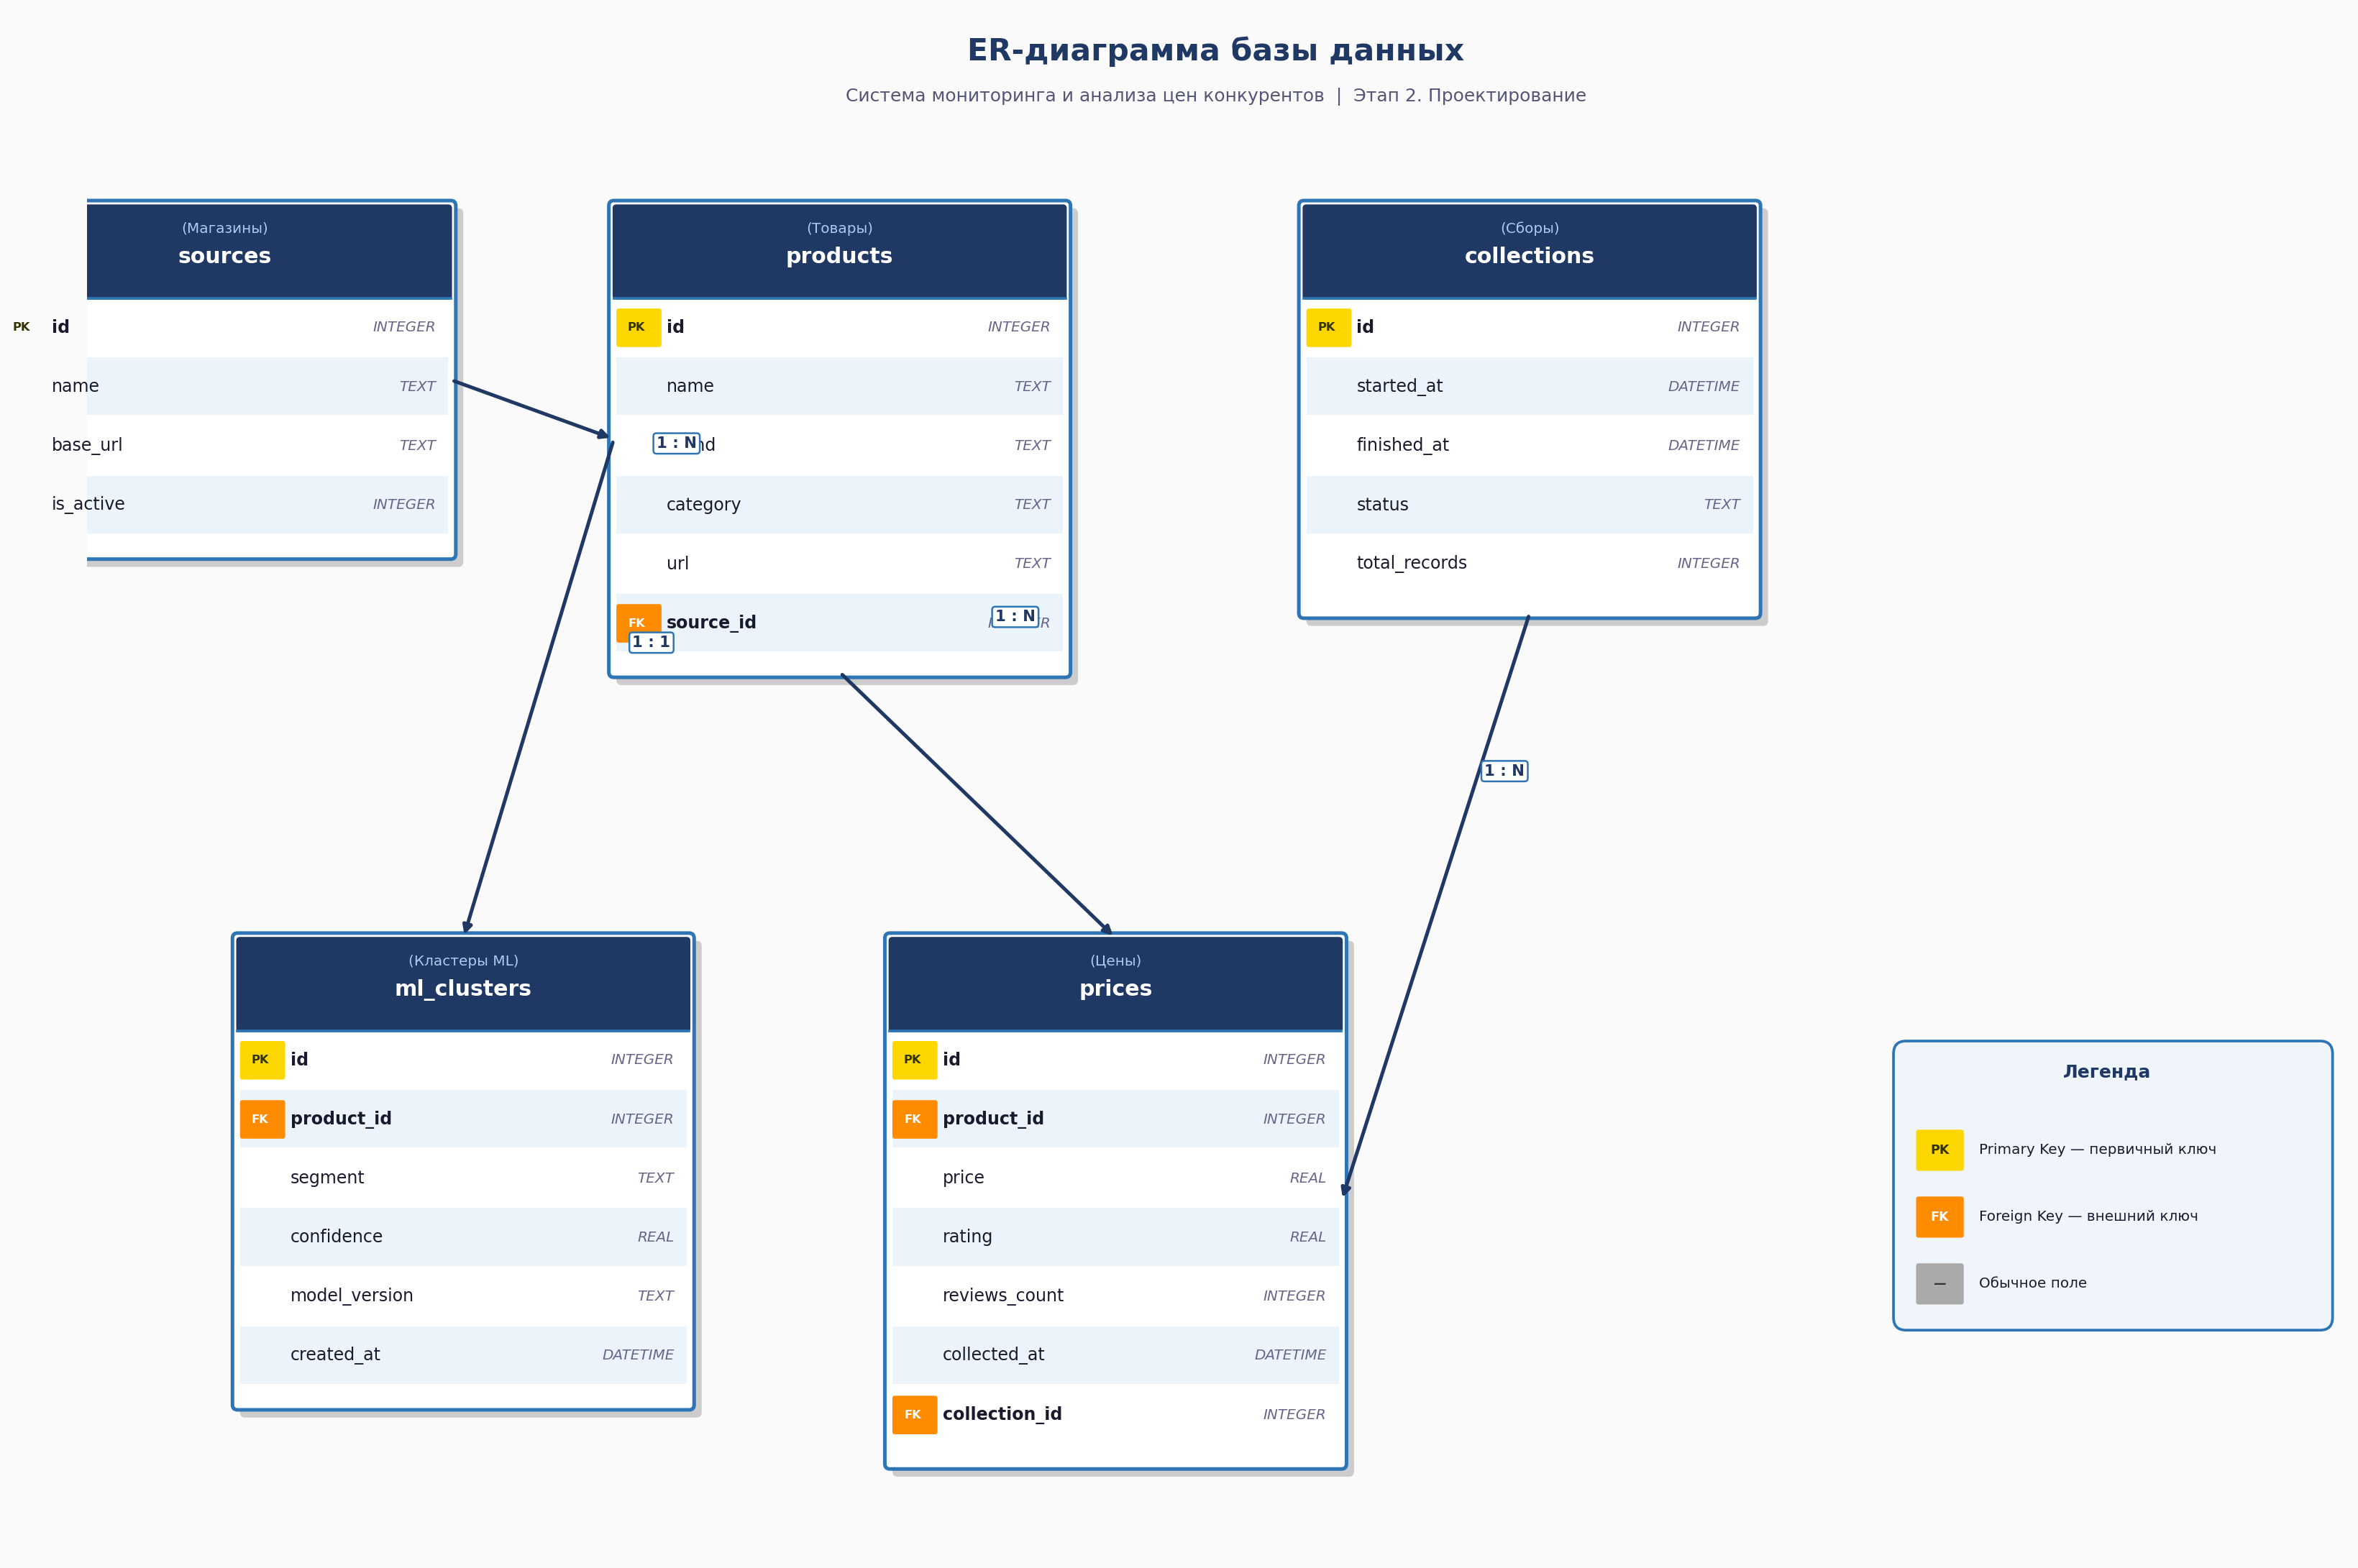 ER-диаграмма базы данных
Система мониторинга и анализа цен конкурентов | Этап 2. Проектирование
(Магазины)
sources
PK id INTEGER
name TEXT
base_url TEXT
is_active INTEGER
(Товары)
products
PK id INTEGER
name TEXT
1 : N TEXT
category TEXT
url TEXT
FK source_id 1 : N
1 : 1
(Сборы)
collections
PK id INTEGER
started_at DATETIME
finished_at DATETIME
status TEXT
total_records INTEGER
1 : N
(Кластеры ML)
ml_clusters
PK id INTEGER
FK product_id INTEGER
segment TEXT
confidence REAL
model_version TEXT
created_at DATETIME
(Цены)
prices
PK id INTEGER
FK product_id INTEGER
price REAL
rating REAL
reviews_count INTEGER
collected_at DATETIME
FK collection_id INTEGER
Легенда
PK Primary Key — первичный ключ
FK Foreign Key — внешний ключ
— Обычное поле